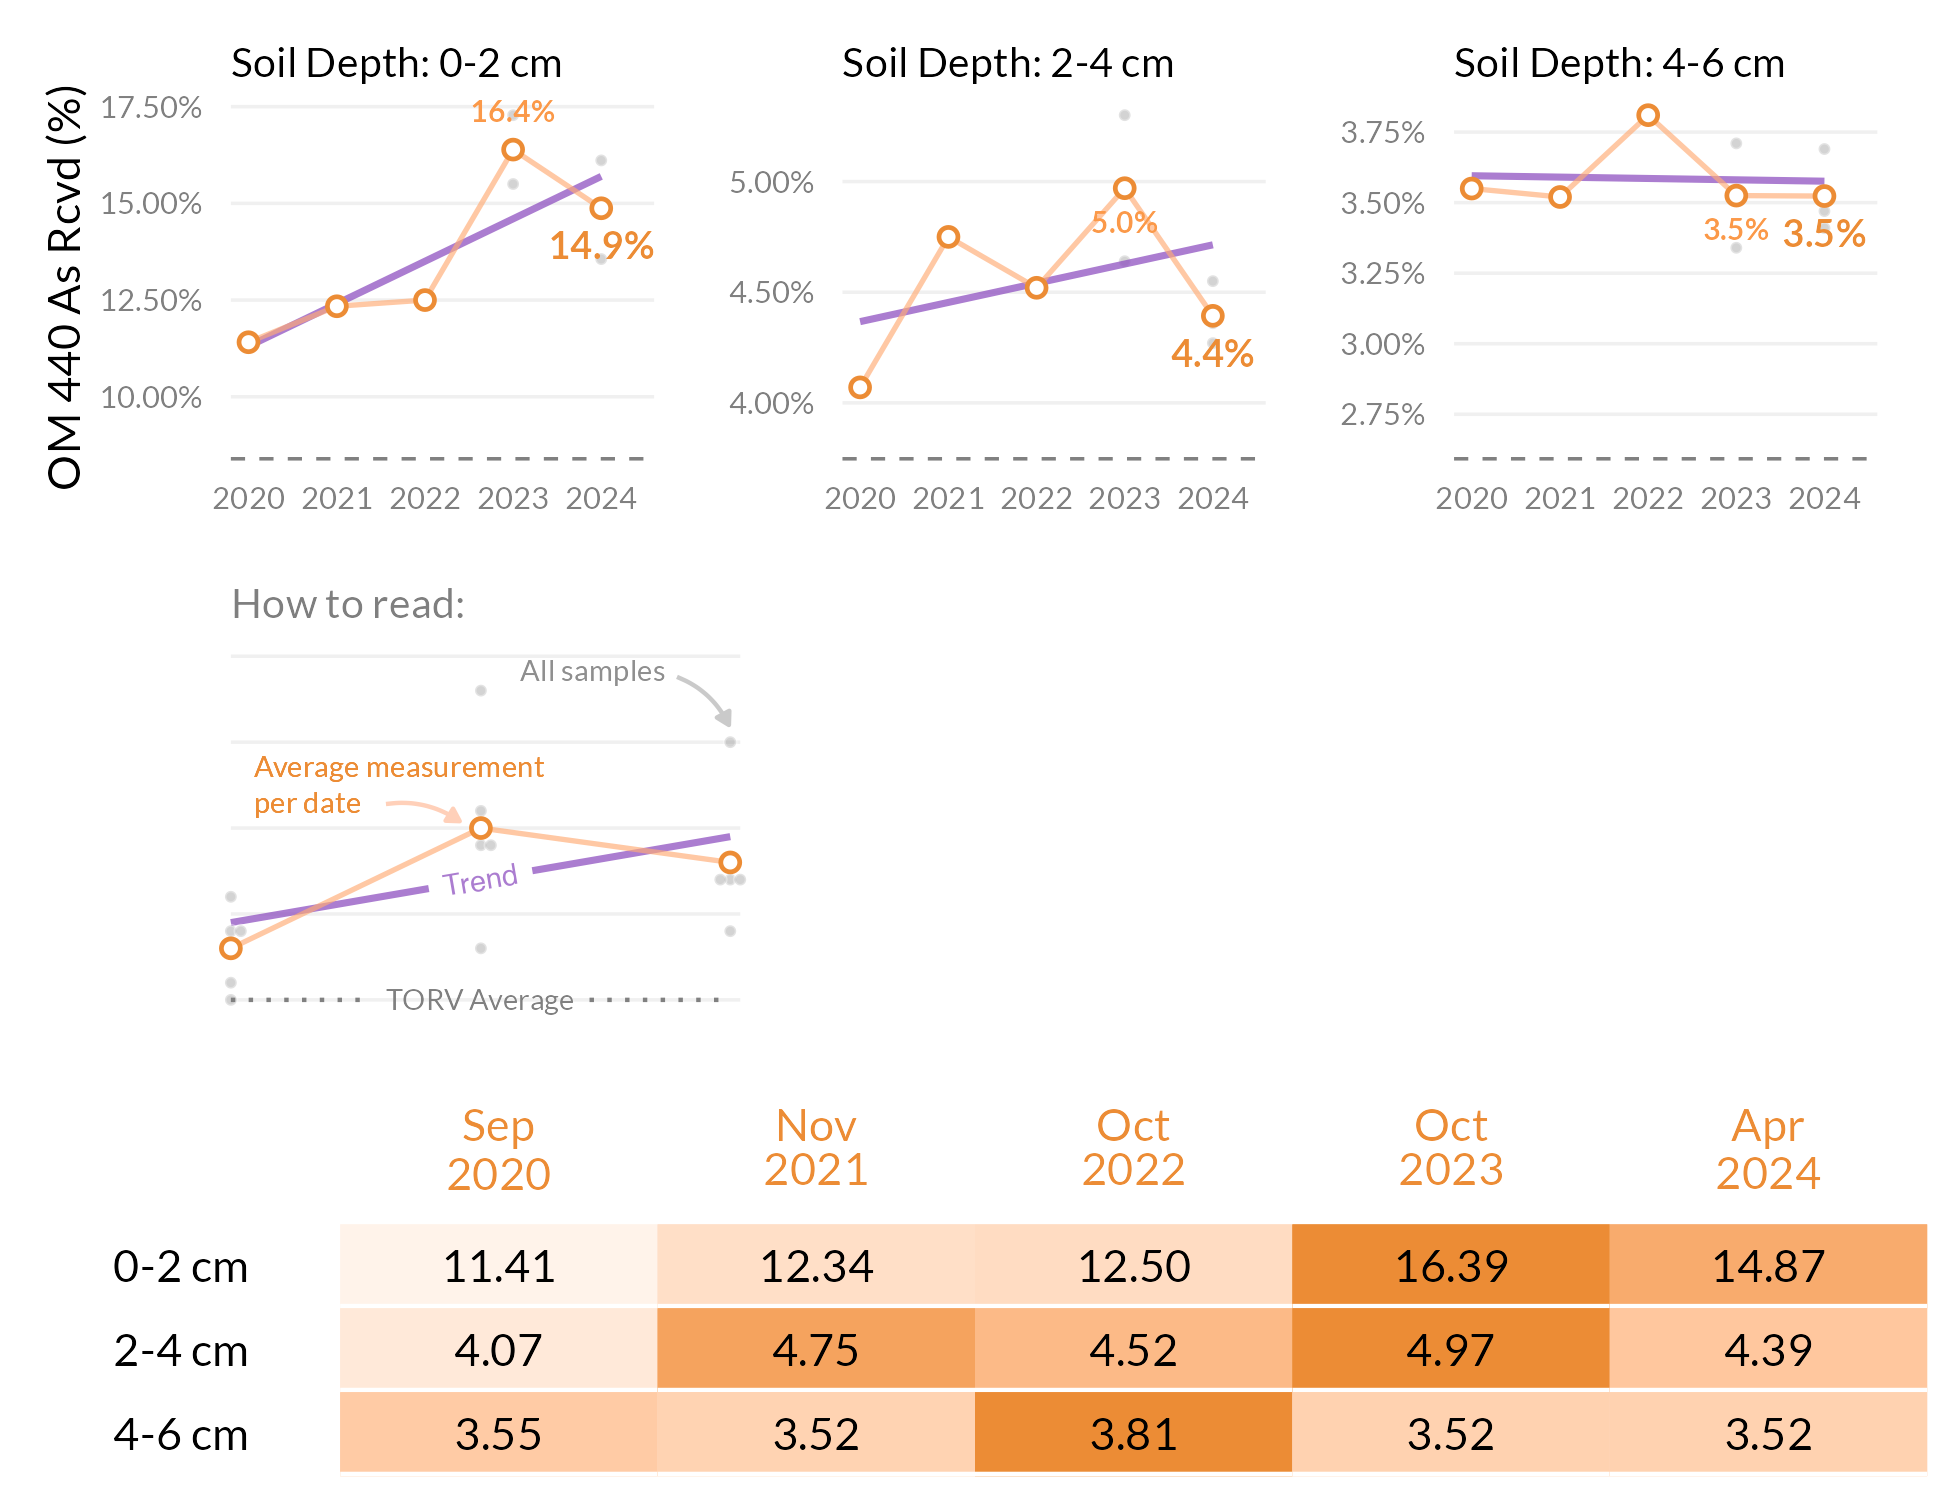 Soil Depth: 0-2 cm
Soil Depth: 2-4 cm
Soil Depth: 4-6 cm
OM 440 As Rcvd (%)
17.50%
15.00%
12.50%
10.00%
16.4%
14.9%
2020 2021 2022 2023 2024
5.00%
4.50%
4.00%
5.0%
4.4%
2020 2021 2022 2023 2024
3.75%
3.50%
3.25%
3.00%
2.75%
3.5% 3.5%
2020 2021 2022 2023 2024
How to read:
All samples
Average measurement
per date
Trend
TORV Average
Sep Nov Oct Oct Apr
2020 2021 2022 2023 2024
0-2 cm 11.41 12.34 12.50 16.39 14.87
2-4 cm 4.07 4.75 4.52 4.97 4.39
4-6 cm 3.55 3.52 3.81 3.52 3.52